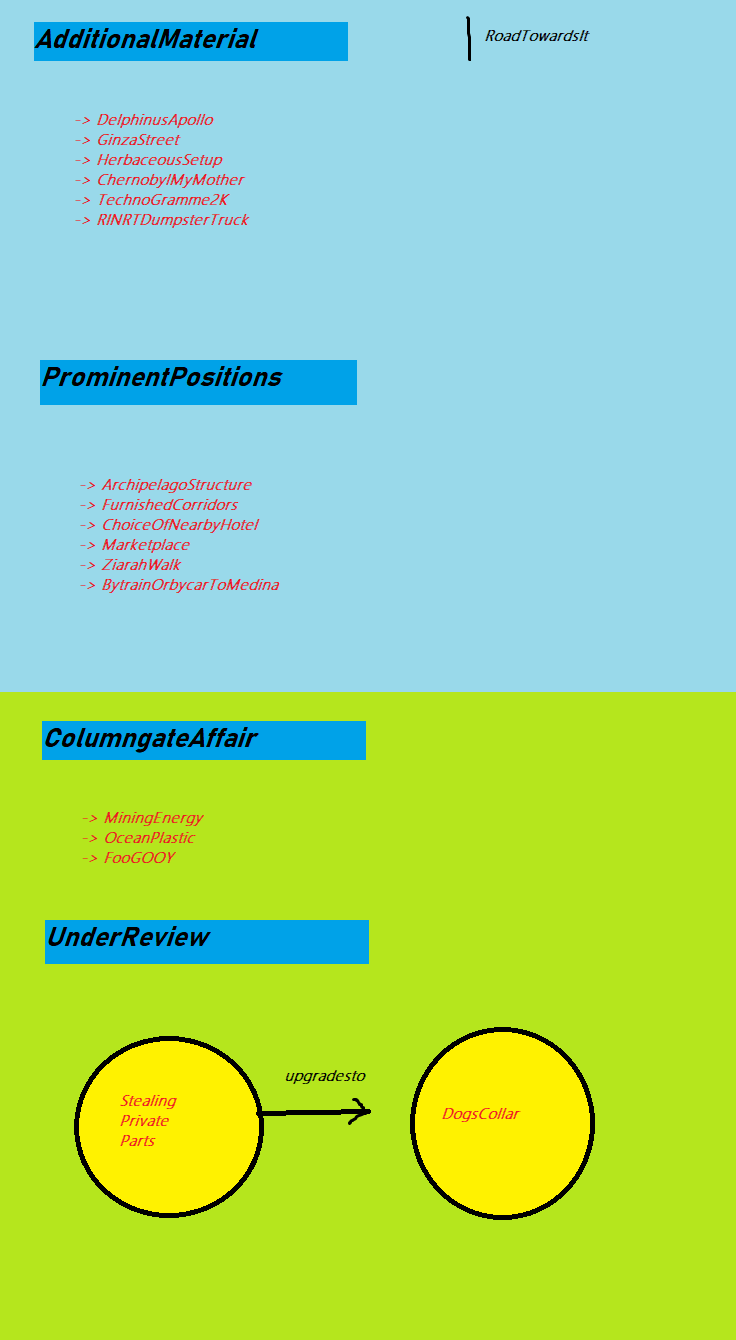 AdditionalMaterial
RoadTowardsIt
-> DelphinusApollo
-> GinzaStreet
-> HerbaceousSetup
-> ChernobylMyMother
-> TechnoGramme2K
-> RINRTDumpsterTruck
ProminentPositions
-> ArchipelagoStructure
-> FurnishedCorridors
-> ChoiceOfNearbyHotel
-> Marketplace
-> ZiarahWalk
-> BytrainOrbycarToMedina
ColumngateAffair
-> MiningEnergy
-> OceanPlastic
-> FooGOOY
UnderReview
upgradesto
Stealing
Private
Parts
DogsCollar